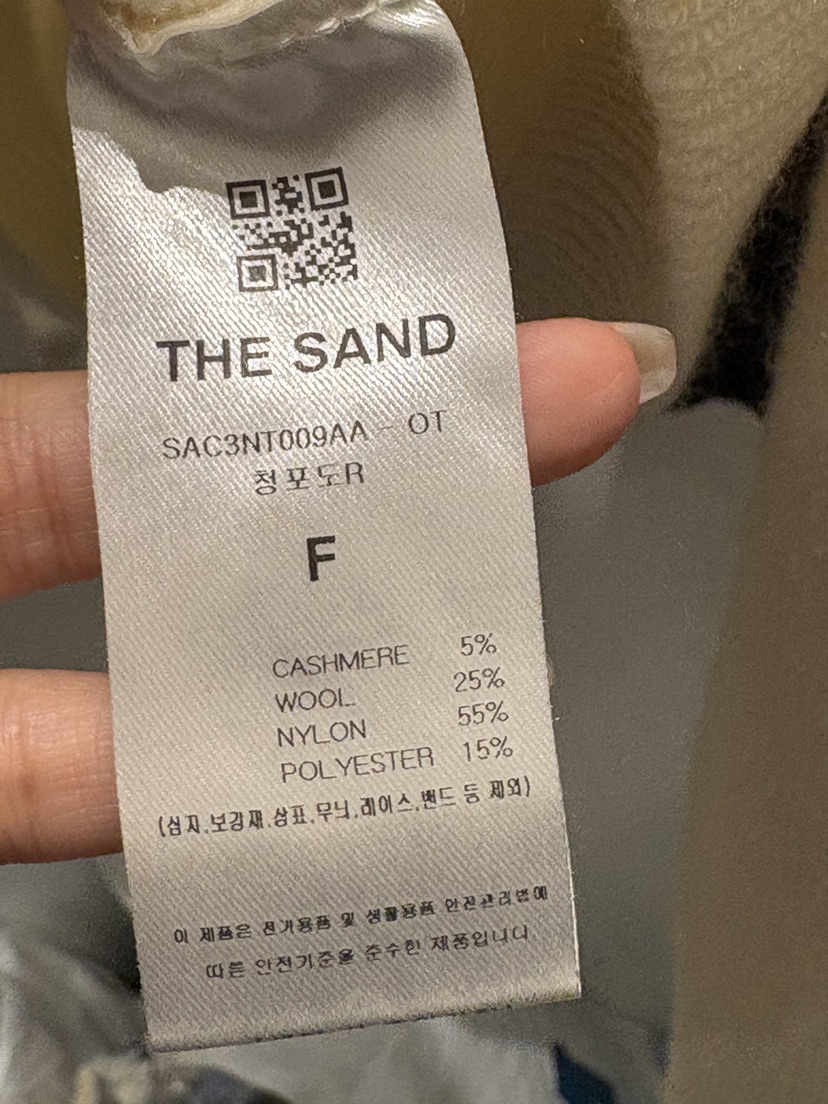 THE SAND
SAC3NT009AA - OT
청포도R
F
CASHMERE 5%
WOOL 25%
NYLON 55%
POLYESTER 15%
(심지,보강재,상표,무늬,레이스,밴드 등 제외)
이 제품은 전기용품 및 생활용품 안전관리법에
따른 안전기준을 준수한 제품입니다